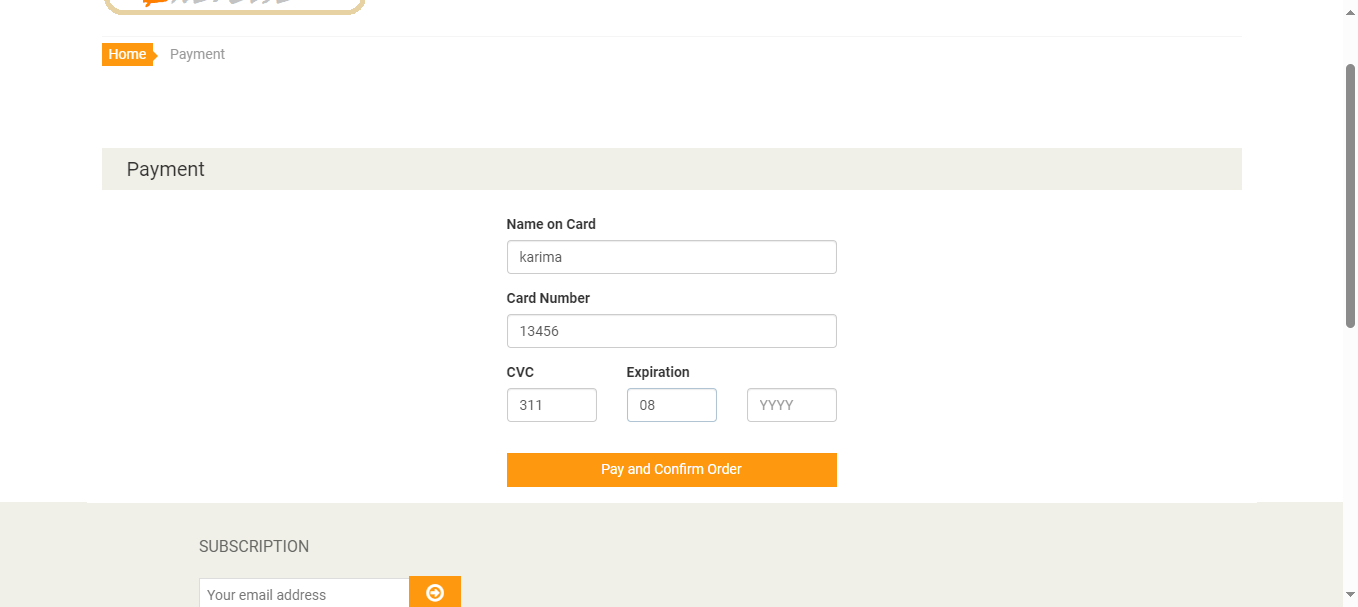 Home Payment
Payment
Name on Card
karima
Card Number
13456
CVC Expiration
311 08 YYYY
Pay and Confirm Order
SUBSCRIPTION
Your email address